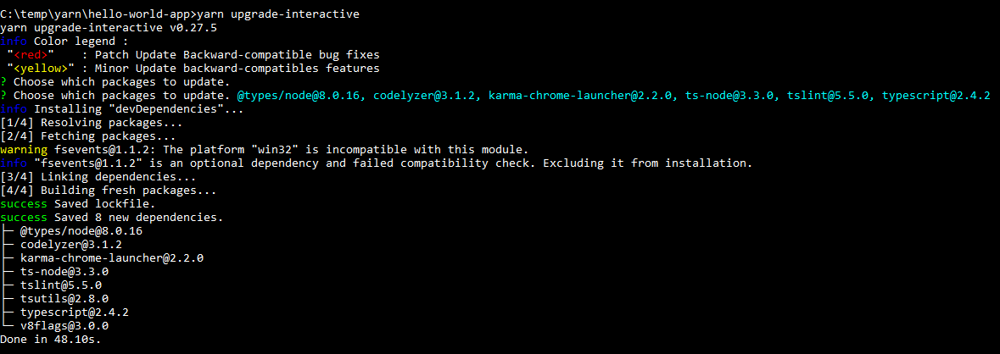 C:\temp\yarn\hello-world-app>yarn upgrade-interactive
yarn upgrade-interactive v0.27.5
info Color legend :
 "<red>"    : Patch Update Backward-compatible bug fixes
 "<yellow>" : Minor Update backward-compatibles features
? Choose which packages to update.
? Choose which packages to update. @types/node@8.0.16, codelyzer@3.1.2, karma-chrome-launcher@2.2.0, ts-node@3.3.0, tslint@5.5.0, typescript@2.4.2
info Installing "devDependencies"...
[1/4] Resolving packages...
[2/4] Fetching packages...
warning fsevents@1.1.2: The platform "win32" is incompatible with this module.
info "fsevents@1.1.2" is an optional dependency and failed compatibility check. Excluding it from installation.
[3/4] Linking dependencies...
[4/4] Building fresh packages...
success Saved lockfile.
success Saved 8 new dependencies.
├─ @types/node@8.0.16
├─ codelyzer@3.1.2
├─ karma-chrome-launcher@2.2.0
├─ ts-node@3.3.0
├─ tslint@5.5.0
├─ tsutils@2.8.0
├─ typescript@2.4.2
└─ v8flags@3.0.0
Done in 48.10s.